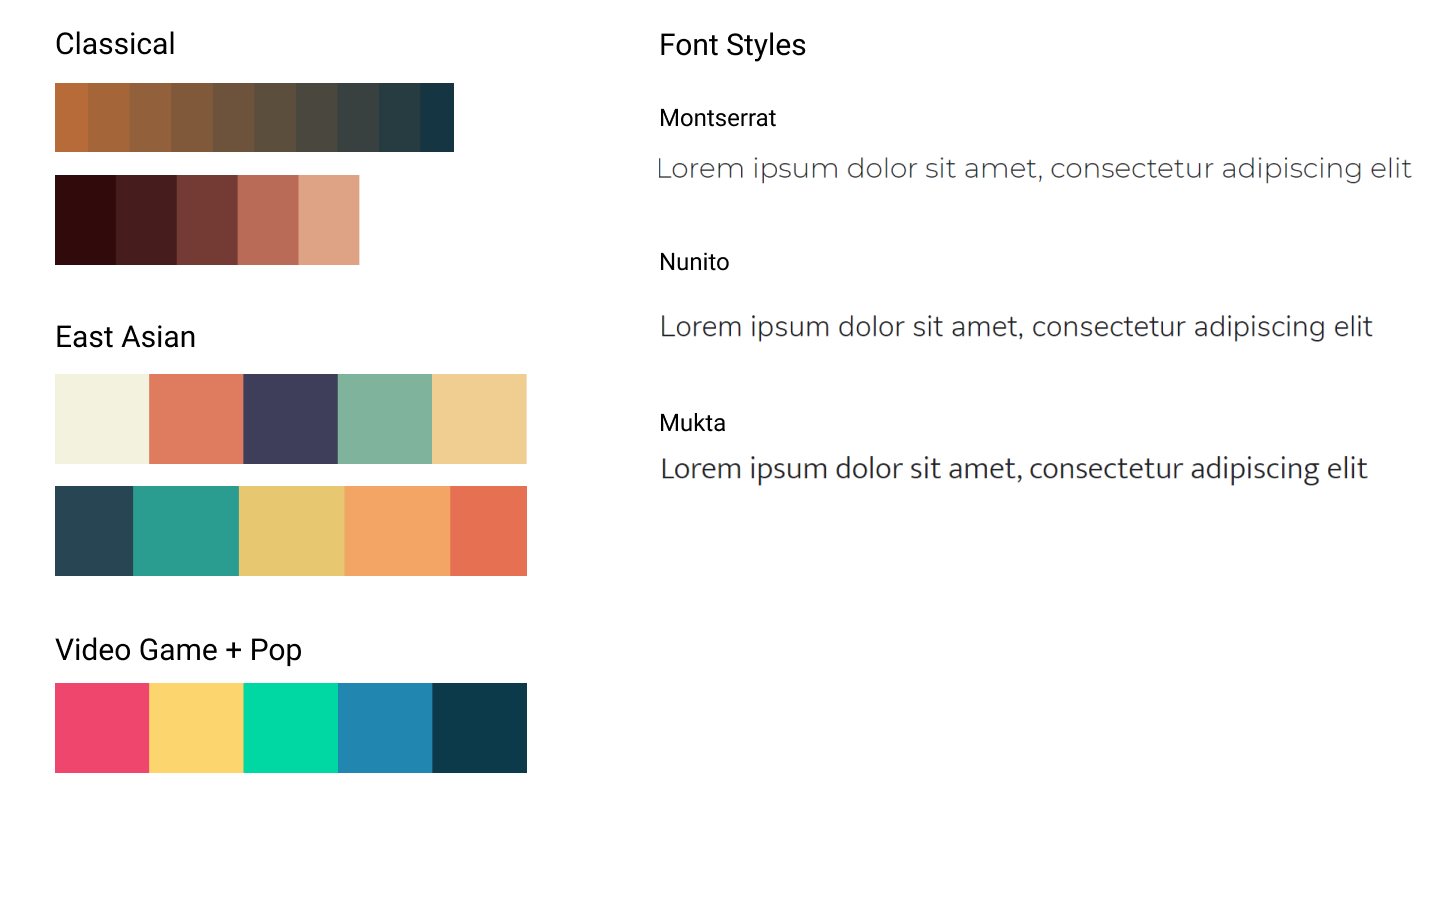 Classical
East Asian
Video Game + Pop
Font Styles
Montserrat
Lorem ipsum dolor sit amet, consectetur adipiscing elit
Nunito
Lorem ipsum dolor sit amet, consectetur adipiscing elit
Mukta
Lorem ipsum dolor sit amet, consectetur adipiscing elit